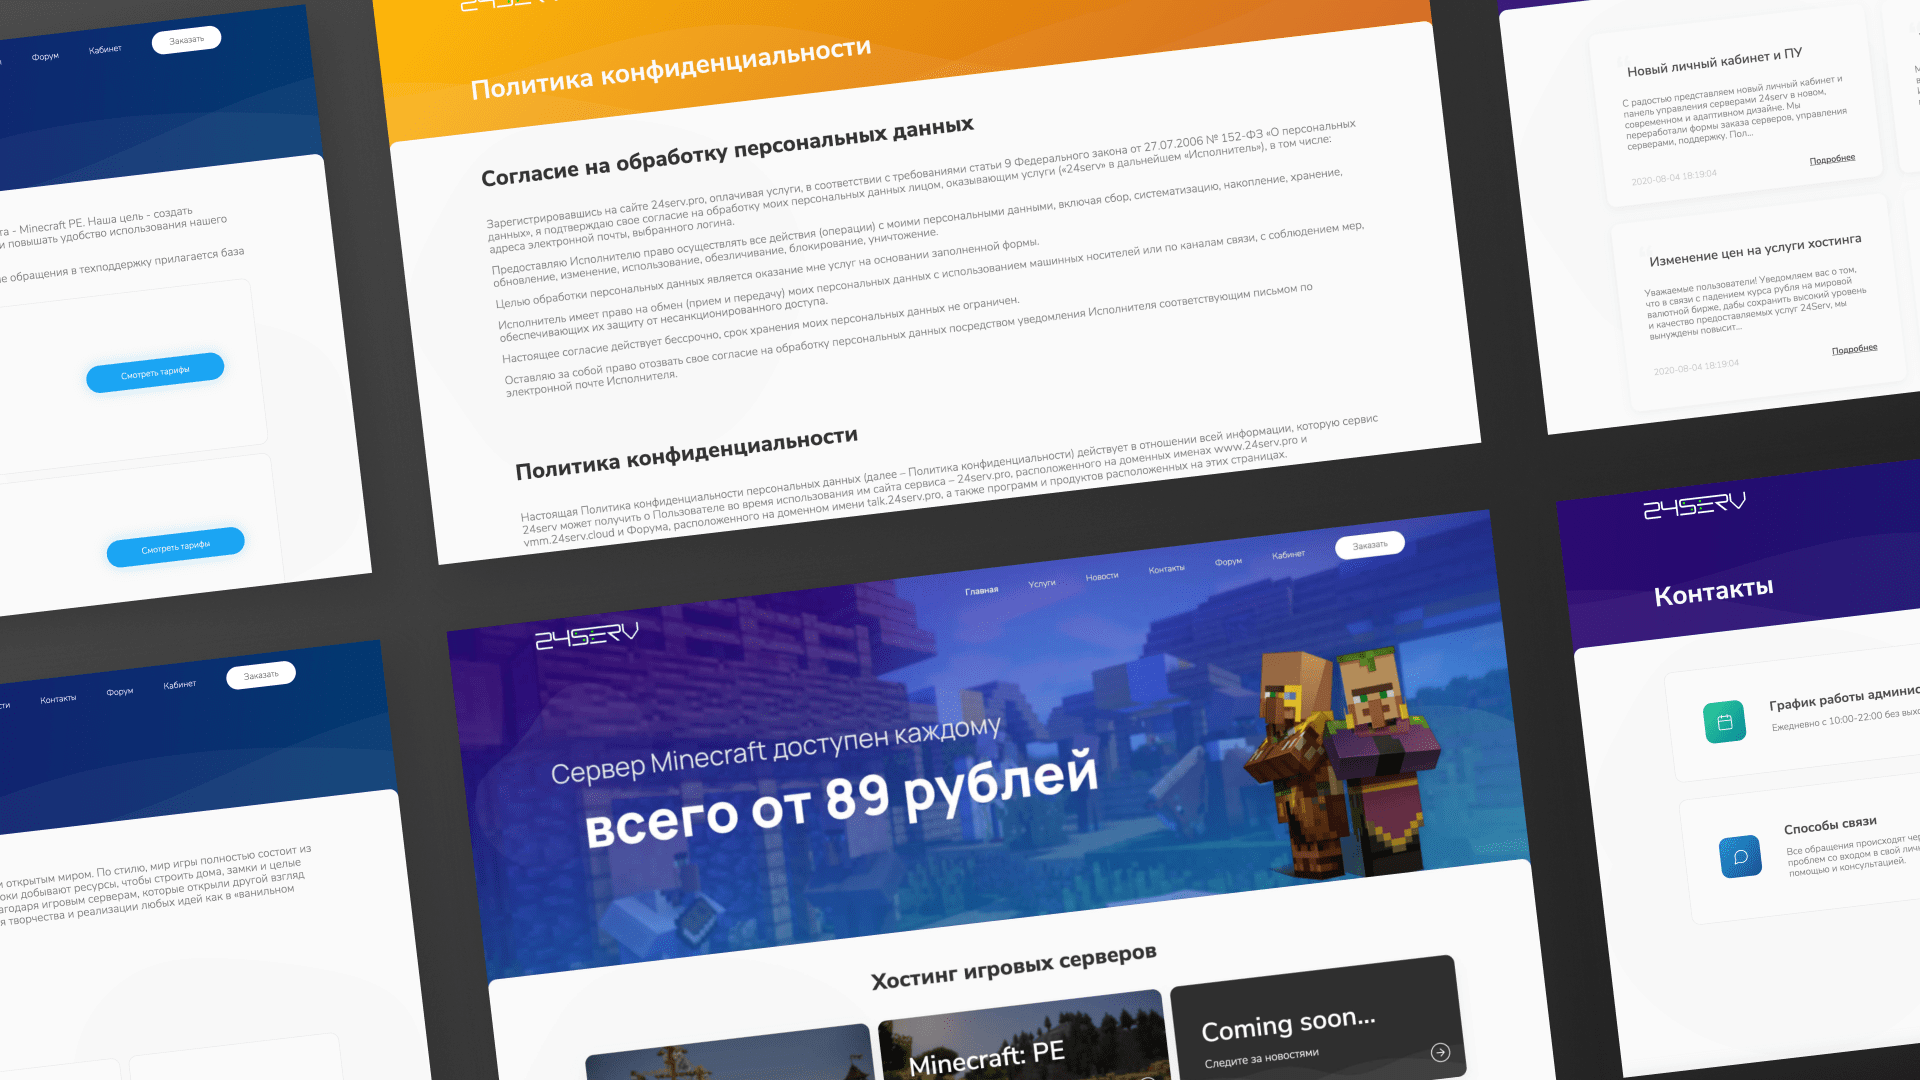 Форум
Кабинет
Заказать
та - Minecraft PE. Наша цель - создать
и повышать удобство использования нашего
е обращения в техподдержку прилагается база
Смотреть тарифы
Смотреть тарифы
24SERV
Политика конфиденциальности
Согласие на обработку персональных данных
Зарегистрировавшись на сайте 24serv.pro, оплачивая услуги, в соответствии с требованиями статьи 9 Федерального закона от 27.07.2006 № 152-ФЗ «О персональных
данных», я подтверждаю свое согласие на обработку моих персональных данных лицом, оказывающим услуги («24serv» в дальнейшем «Исполнитель»), в том числе:
адреса электронной почты, выбранного логина.
Предоставляю Исполнителю право осуществлять все действия (операции) с моими персональными данными, включая сбор, систематизацию, накопление, хранение,
обновление, изменение, использование, обезличивание, блокирование, уничтожение.
Целью обработки персональных данных является оказание мне услуг на основании заполненной формы.
Исполнитель имеет право на обмен (прием и передачу) моих персональных данных с использованием машинных носителей или по каналам связи, с соблюдением мер,
обеспечивающих их защиту от несанкционированного доступа.
Настоящее согласие действует бессрочно, срок хранения моих персональных данных не ограничен.
Оставляю за собой право отозвать свое согласие на обработку персональных данных посредством уведомления Исполнителя соответствующим письмом по
электронной почте Исполнителя.
Политика конфиденциальности
Настоящая Политика конфиденциальности персональных данных (далее – Политика конфиденциальности) действует в отношении всей информации, которую сервис
24serv может получить о Пользователе во время использования им сайта сервиса – 24serv.pro, расположенного на доменных именах www.24serv.pro и
vmm.24serv.cloud и Форума, расположенного на доменном имени talk.24serv.pro, а также программ и продуктов расположенных на этих страницах.
Новый личный кабинет и ПУ
С радостью представляем новый личный кабинет и
панель управления серверами 24serv в новом,
современном и адаптивном дизайне. Мы
переработали формы заказа серверов, управления
серверами, поддержку. Пол...
2020-08-04 18:19:04
Подробнее
Изменение цен на услуги хостинга
Уважаемые пользователи! Уведомляем вас о том,
что в связи с падением курса рубля на мировой
валютной бирже, дабы сохранить высокий уровень
и качество предоставляемых услуг 24Serv, мы
вынуждены повысит...
2020-08-04 18:19:04
Подробнее
сти
Контакты
Форум
Кабинет
Заказать
и открытым миром. По стилю, мир игры полностью состоит из
оки добывают ресурсы, чтобы строить дома, замки и целые
агодаря игровым серверам, которые открыли другой взгляд
я творчества и реализации любых идей как в «ванильном
24SERV
Главная
Услуги
Новости
Контакты
Форум
Кабинет
Заказать
Сервер Minecraft доступен каждому
всего от 89 рублей
Хостинг игровых серверов
Minecraft: PE
Coming soon...
Следите за новостями
24SERV
Контакты
График работы админис
Ежедневно с 10:00-22:00 без выхо
Способы связи
Все обращения происходят чер
проблем со входом в свой личн
помощью и консультацией.